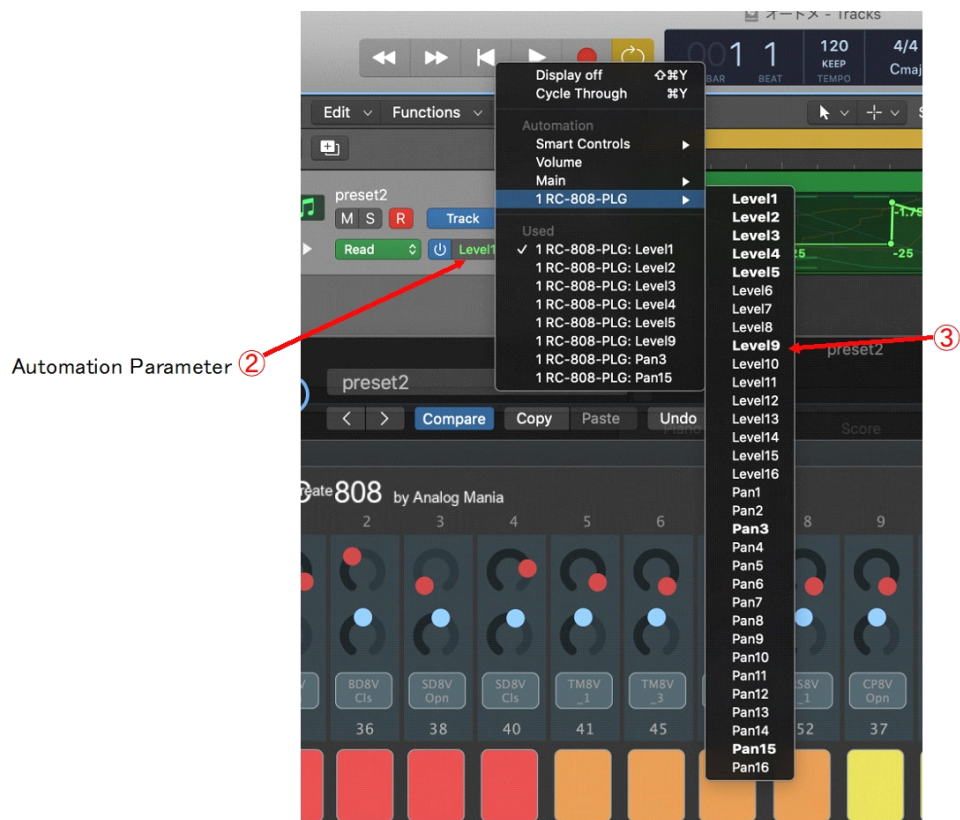 オートメ - Tracks
001 1
BAR BEAT
120
KEEP
TEMPO
4/4
Cmaj
Display off ⇧⌘Y
Cycle Through ⌘Y
Automation
Smart Controls
Volume
Main
1 RC-808-PLG
Used
✓ 1 RC-808-PLG: Level1
1 RC-808-PLG: Level2
1 RC-808-PLG: Level3
1 RC-808-PLG: Level4
1 RC-808-PLG: Level5
1 RC-808-PLG: Level9
1 RC-808-PLG: Pan3
1 RC-808-PLG: Pan15
Level1
Level2
Level3
Level4
Level5
Level6
Level7
Level8
Level9
Level10
Level11
Level12
Level13
Level14
Level15
Level16
Pan1
Pan2
Pan3
Pan4
Pan5
Pan6
Pan7
Pan8
Pan9
Pan10
Pan11
Pan12
Pan13
Pan14
Pan15
Pan16
Edit Functions
preset2
M S R Track
Read Level1
-1.75
25 -25
Automation Parameter ②
③
preset2
preset2
Compare Copy Paste Undo
Piano Score
eate 808 by Analog Mania
2 3 4 5 6 8 9
BD8V
Cls
SD8V
Opn
SD8V
Cls
TM8V
_1
TM8V
_3
S8V
_1
CP8V
Opn
36 38 40 41 45 52 37